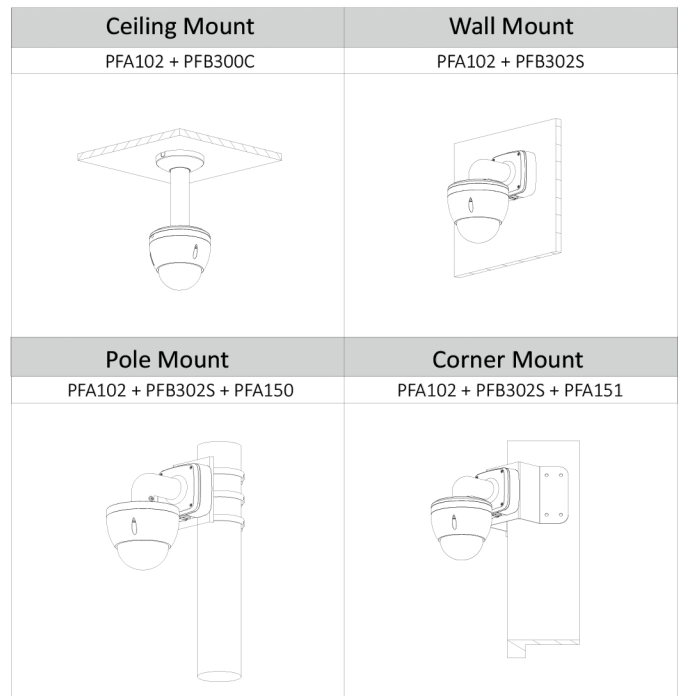 Ceiling Mount
Wall Mount
PFA102 + PFB300C
PFA102 + PFB302S
Pole Mount
Corner Mount
PFA102 + PFB302S + PFA150
PFA102 + PFB302S + PFA151